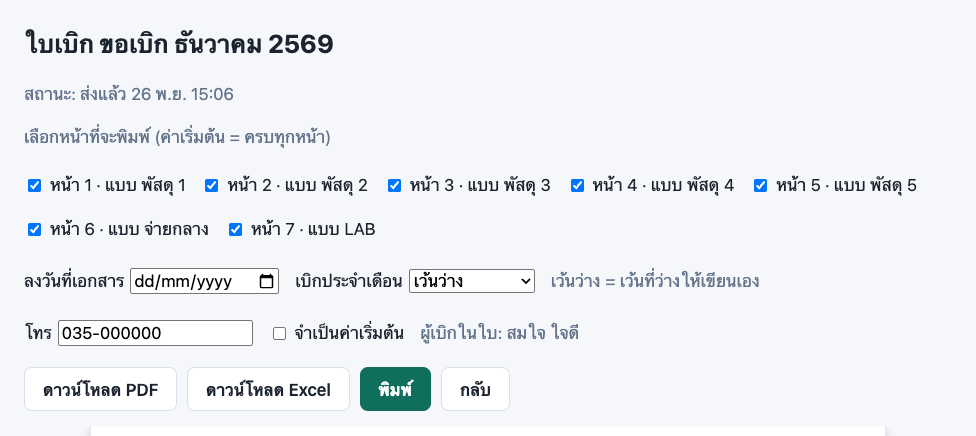 ใบเบิก ขอเบิก ธันวาคม 2569
สถานะ: ส่งแล้ว 26 พ.ย. 15:06
เลือกหน้าที่จะพิมพ์ (ค่าเริ่มต้น = ครบทุกหน้า)
หน้า 1 · แบบ พัสดุ 1 หน้า 2 · แบบ พัสดุ 2 หน้า 3 · แบบ พัสดุ 3 หน้า 4 · แบบ พัสดุ 4 หน้า 5 · แบบ พัสดุ 5
หน้า 6 · แบบ จ่ายกลาง หน้า 7 · แบบ LAB
ลงวันที่เอกสาร dd/mm/yyyy เบิกประจำเดือน เว้นว่าง เว้นว่าง = เว้นที่ว่างให้เขียนเอง
โทร 035-000000 จำเป็นค่าเริ่มต้น ผู้เบิกในใบ: สมใจ ใจดี
ดาวน์โหลด PDF ดาวน์โหลด Excel พิมพ์ กลับ